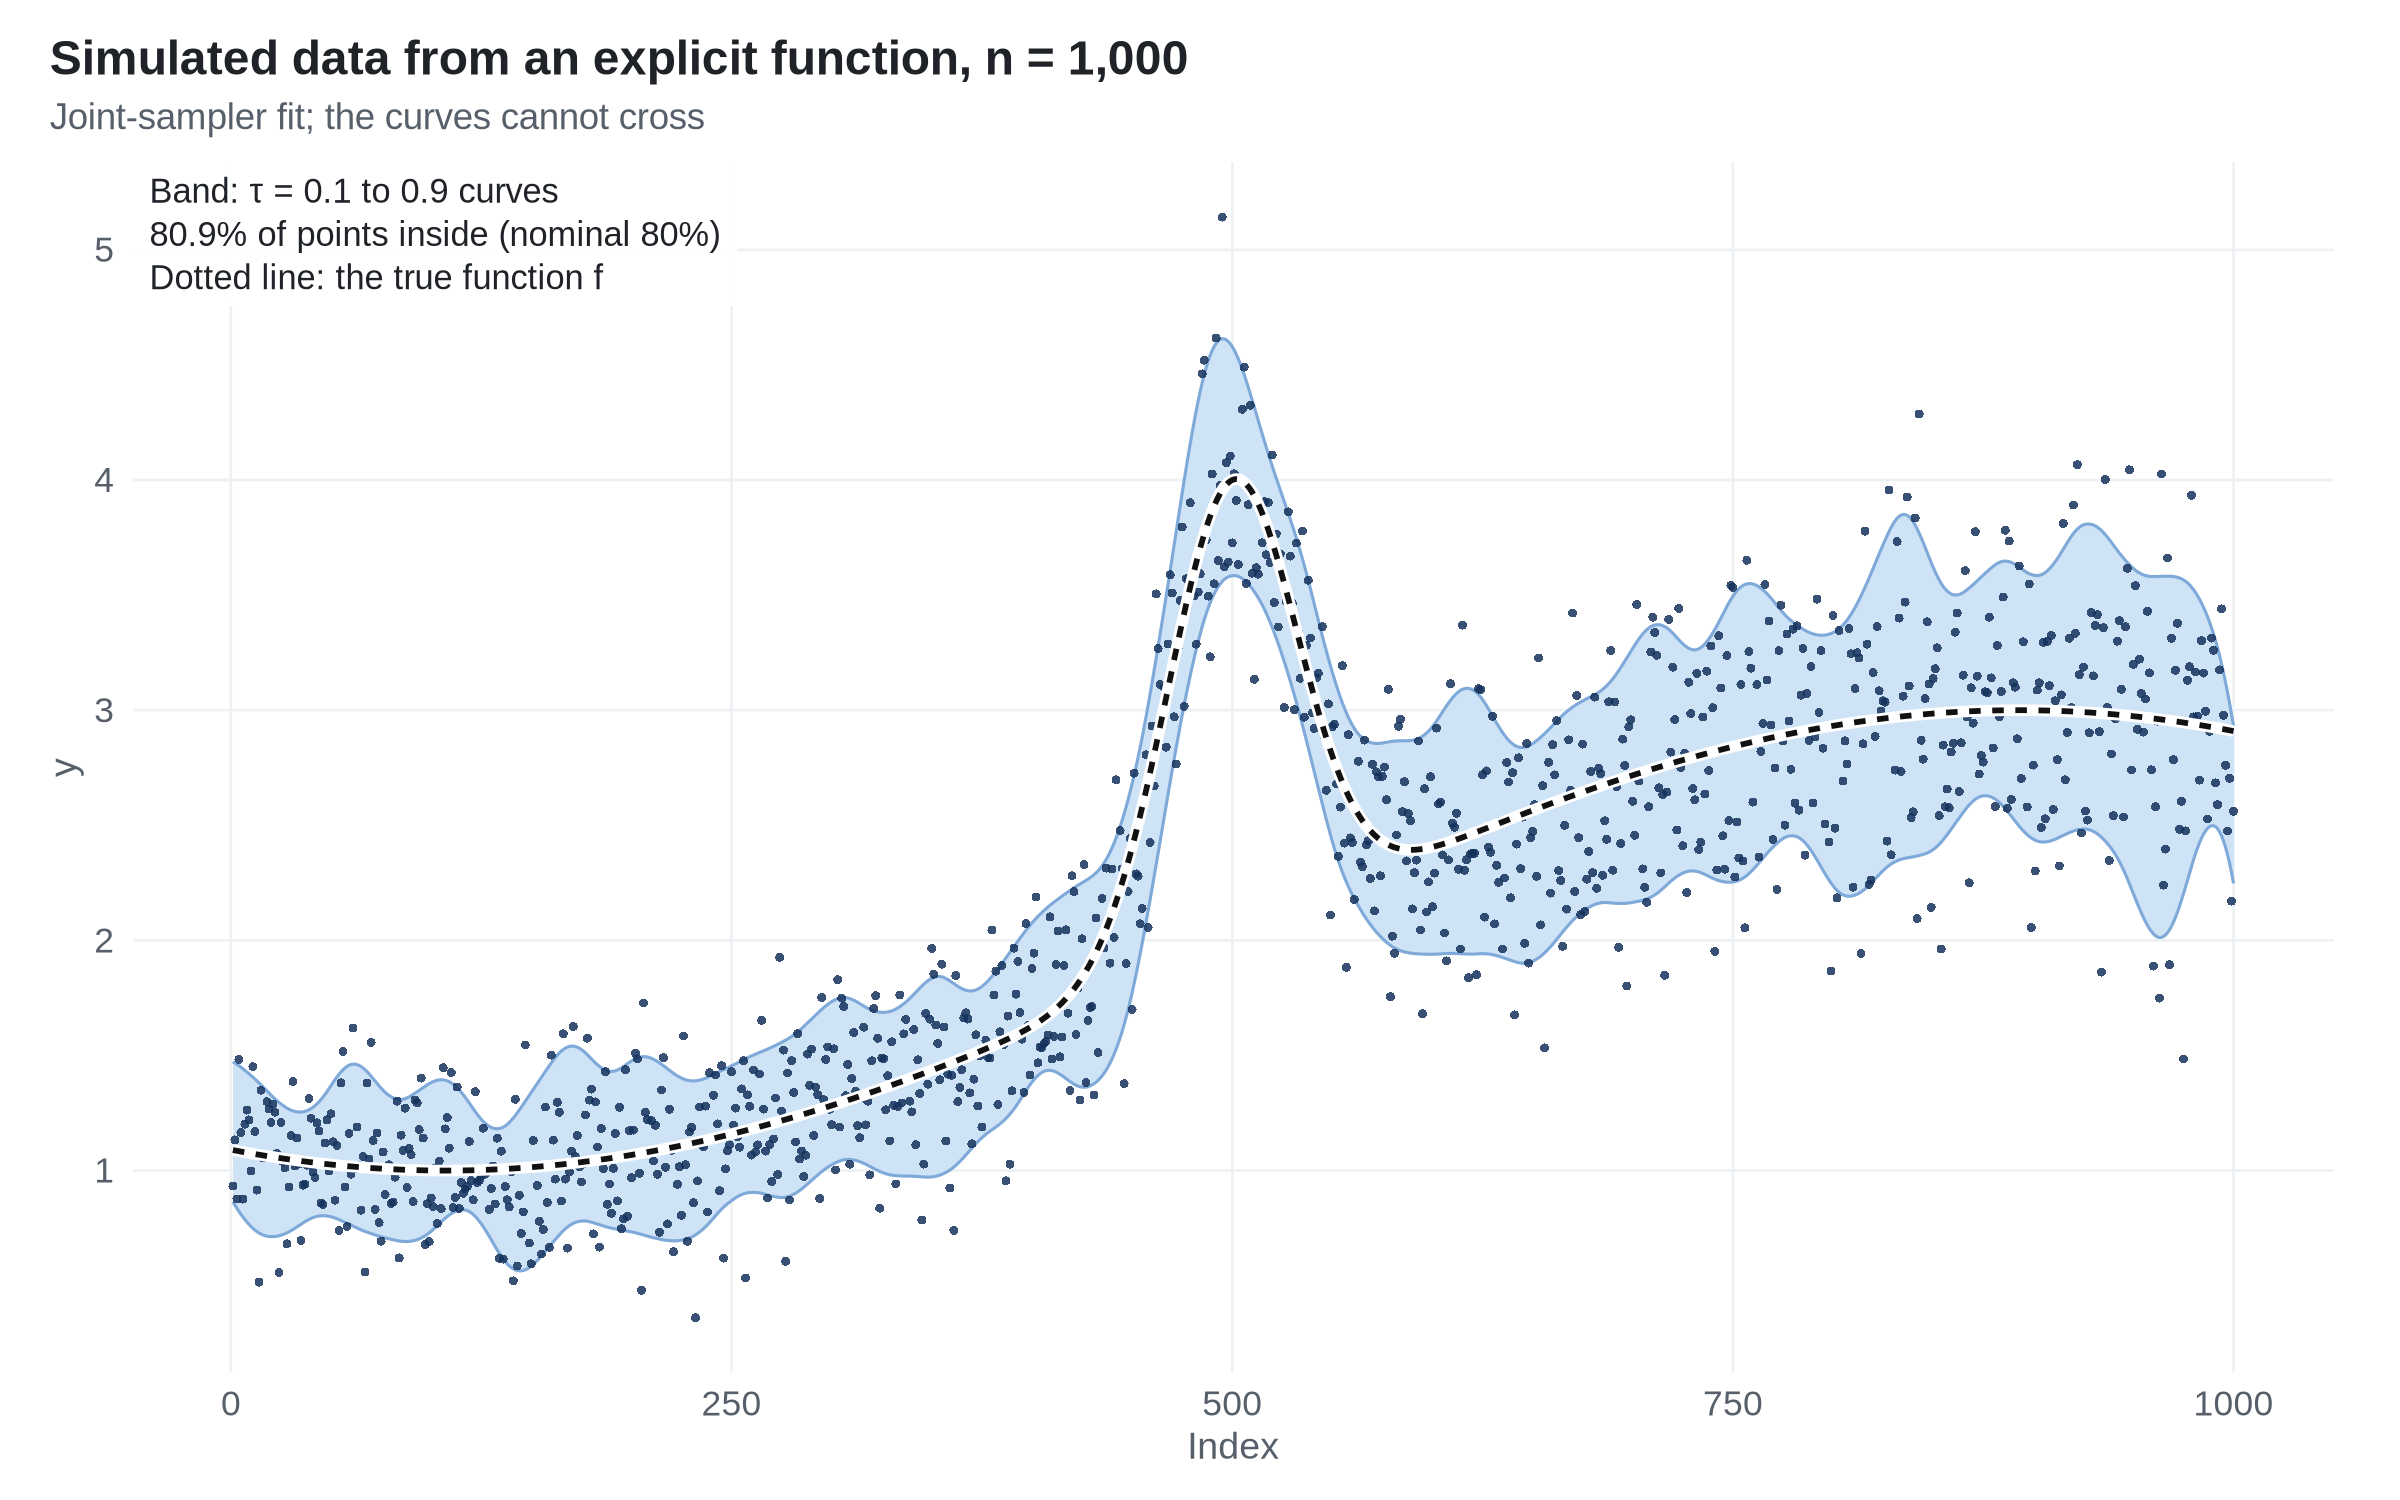 Simulated data from an explicit function, n = 1,000
Joint-sampler fit; the curves cannot cross
Band: τ = 0.1 to 0.9 curves
80.9% of points inside (nominal 80%)
Dotted line: the true function f
5
4
3
2
1
y
0 250 500 750 1000
Index